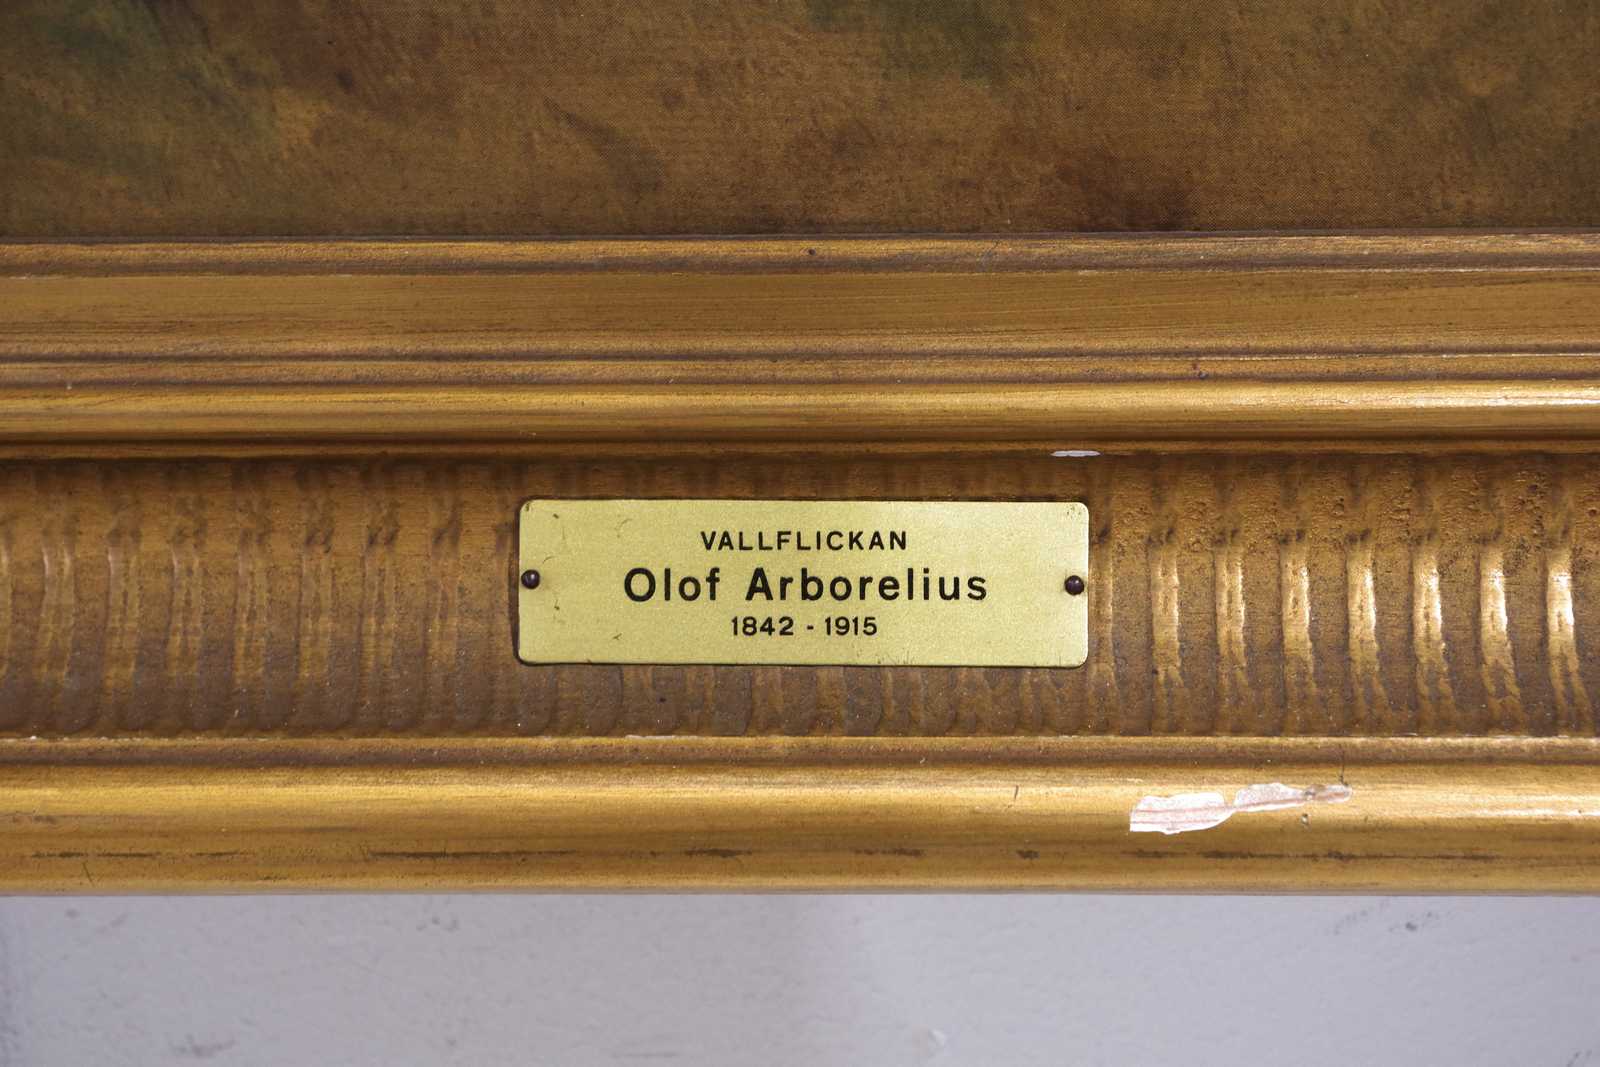 VALLFLICKAN
Olof Arborelius
1842 - 1915